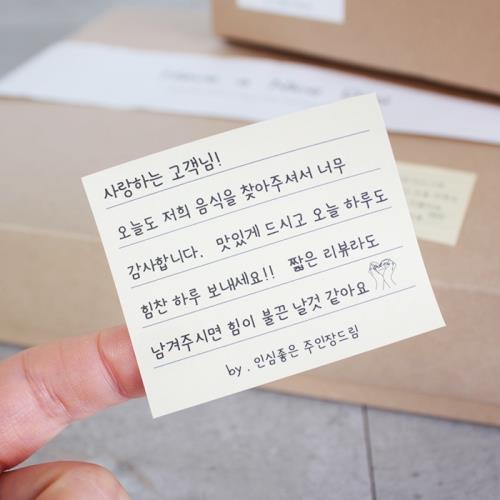 사랑하는 고객님!
오늘도 저희 음식을 찾아주셔서 너무
감사합니다. 맛있게 드시고 오늘 하루도
힘찬 하루 보내세요!! 짧은 리뷰라도
남겨주시면 힘이 불끈 날것 같아요
by . 인심좋은 주인장드림